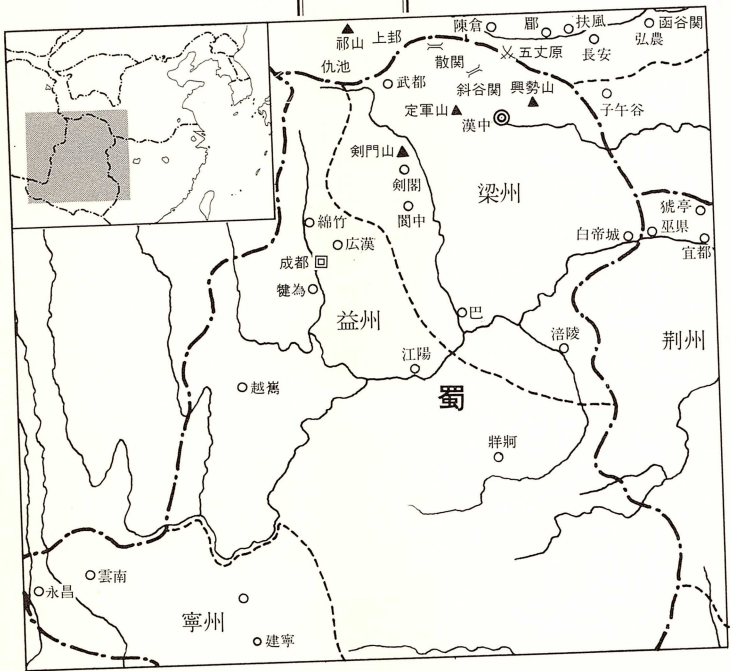 祁山
上邽
陳倉
郿
扶風
函谷関
弘農
仇池
散関
五丈原
長安
武都
斜谷関
興勢山
子午谷
定軍山
漢中
剣門山
剣閣
梁州
閬中
綿竹
広漢
成都
犍為
益州
猇亭
白帝城
巫県
宜都
巴
涪陵
荆州
江陽
越嶲
蜀
牂牁
雲南
永昌
寧州
建寧